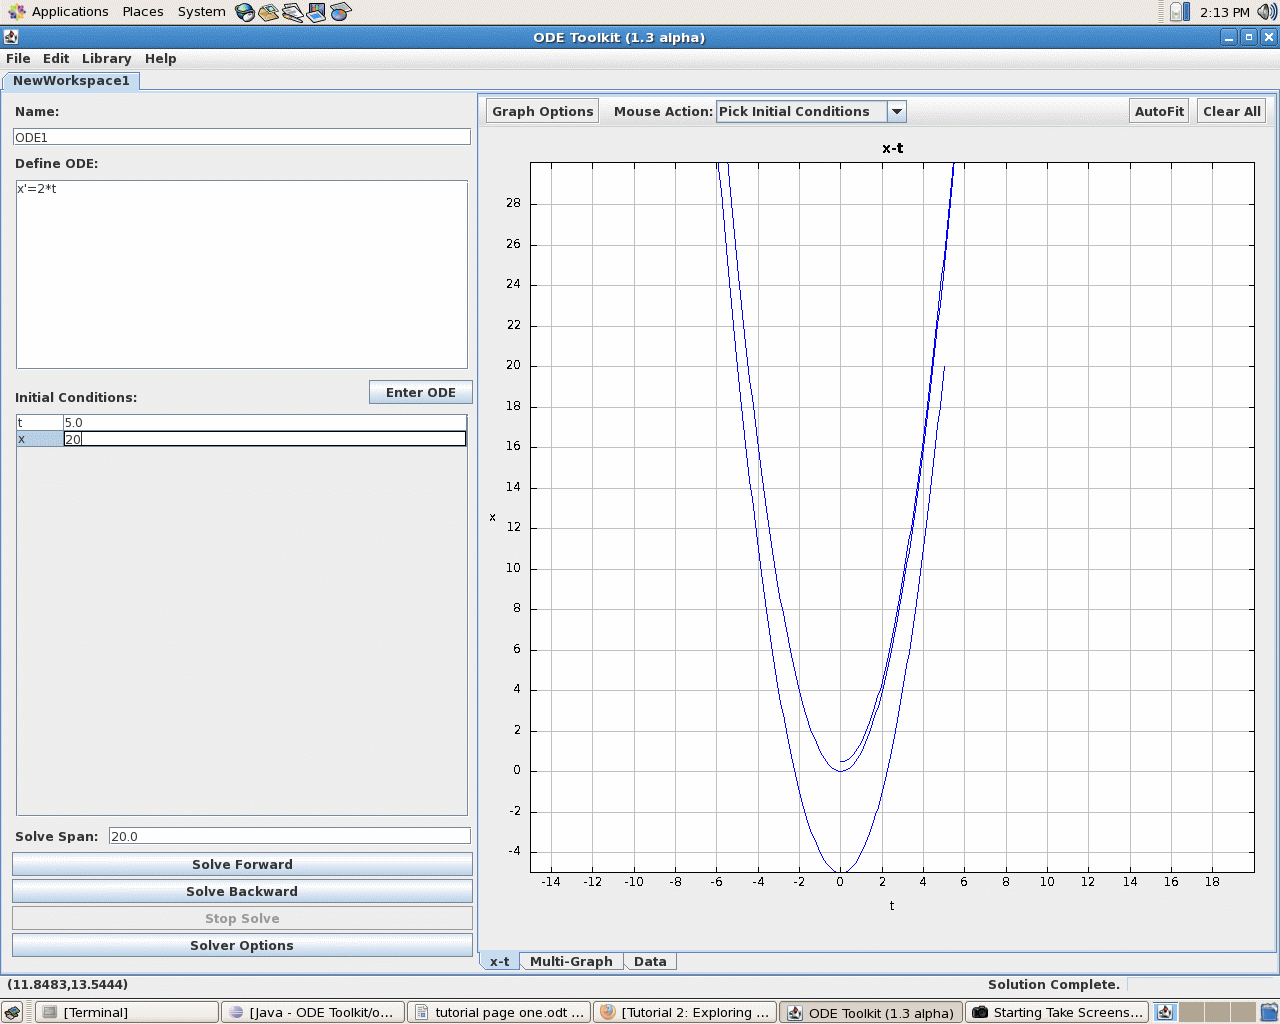 Applications Places System 2:13 PM
ODE Toolkit (1.3 alpha)
File Edit Library Help
NewWorkspace1
Name:
ODE1
Define ODE:
x'=2*t
Enter ODE
Initial Conditions:
t 5.0
x 20
Solve Span: 20.0
Solve Forward
Solve Backward
Stop Solve
Solver Options
Graph Options Mouse Action: Pick Initial Conditions AutoFit Clear All
x-t
28
26
24
22
20
18
16
14
12
10
8
6
4
2
0
-2
-4
x
-14 -12 -10 -8 -6 -4 -2 0 2 4 6 8 10 12 14 16 18
t
x-t Multi-Graph Data
(11.8483,13.5444) Solution Complete.
[Terminal] [Java - ODE Toolkit/o... tutorial page one.odt ... [Tutorial 2: Exploring ... ODE Toolkit (1.3 alpha) Starting Take Screens...